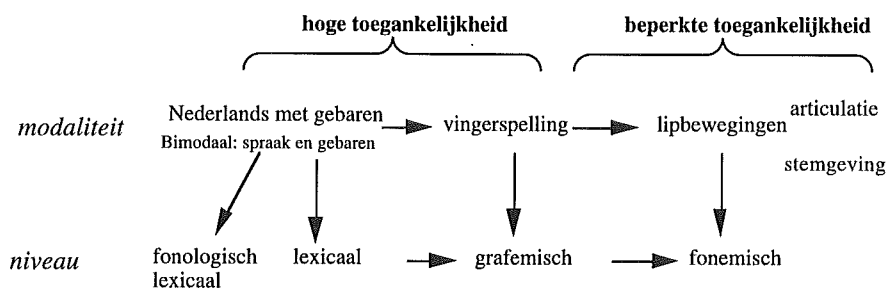 hoge toegankelijkheid beperkte toegankelijkheid
modaliteit Nederlands met gebaren vingerspelling lipbewegingen articulatie
Bimodaal: spraak en gebaren
stemgeving
niveau fonologisch lexicaal grafemisch fonemisch
lexicaal